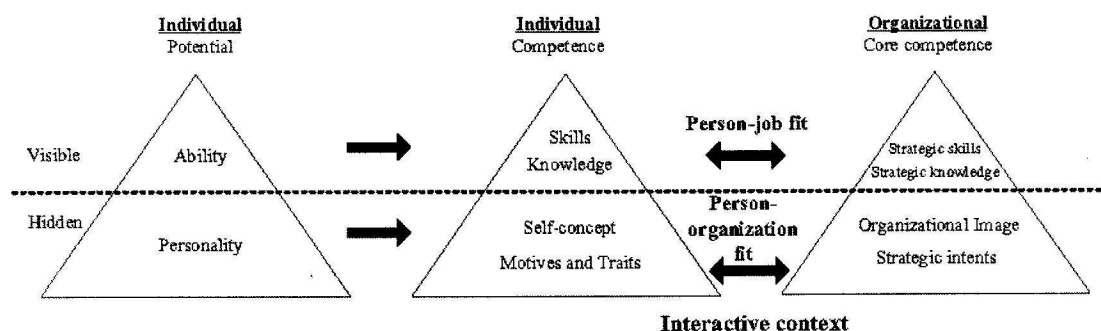 Individual
Potential
Individual
Competence
Organizational
Core competence
Visible
Ability
Skills
Knowledge
Person-job fit
Strategic skills
Strategic knowledge
Hidden
Personality
Self-concept
Motives and Traits
Person-
organization
fit
Organizational Image
Strategic intents
Interactive context